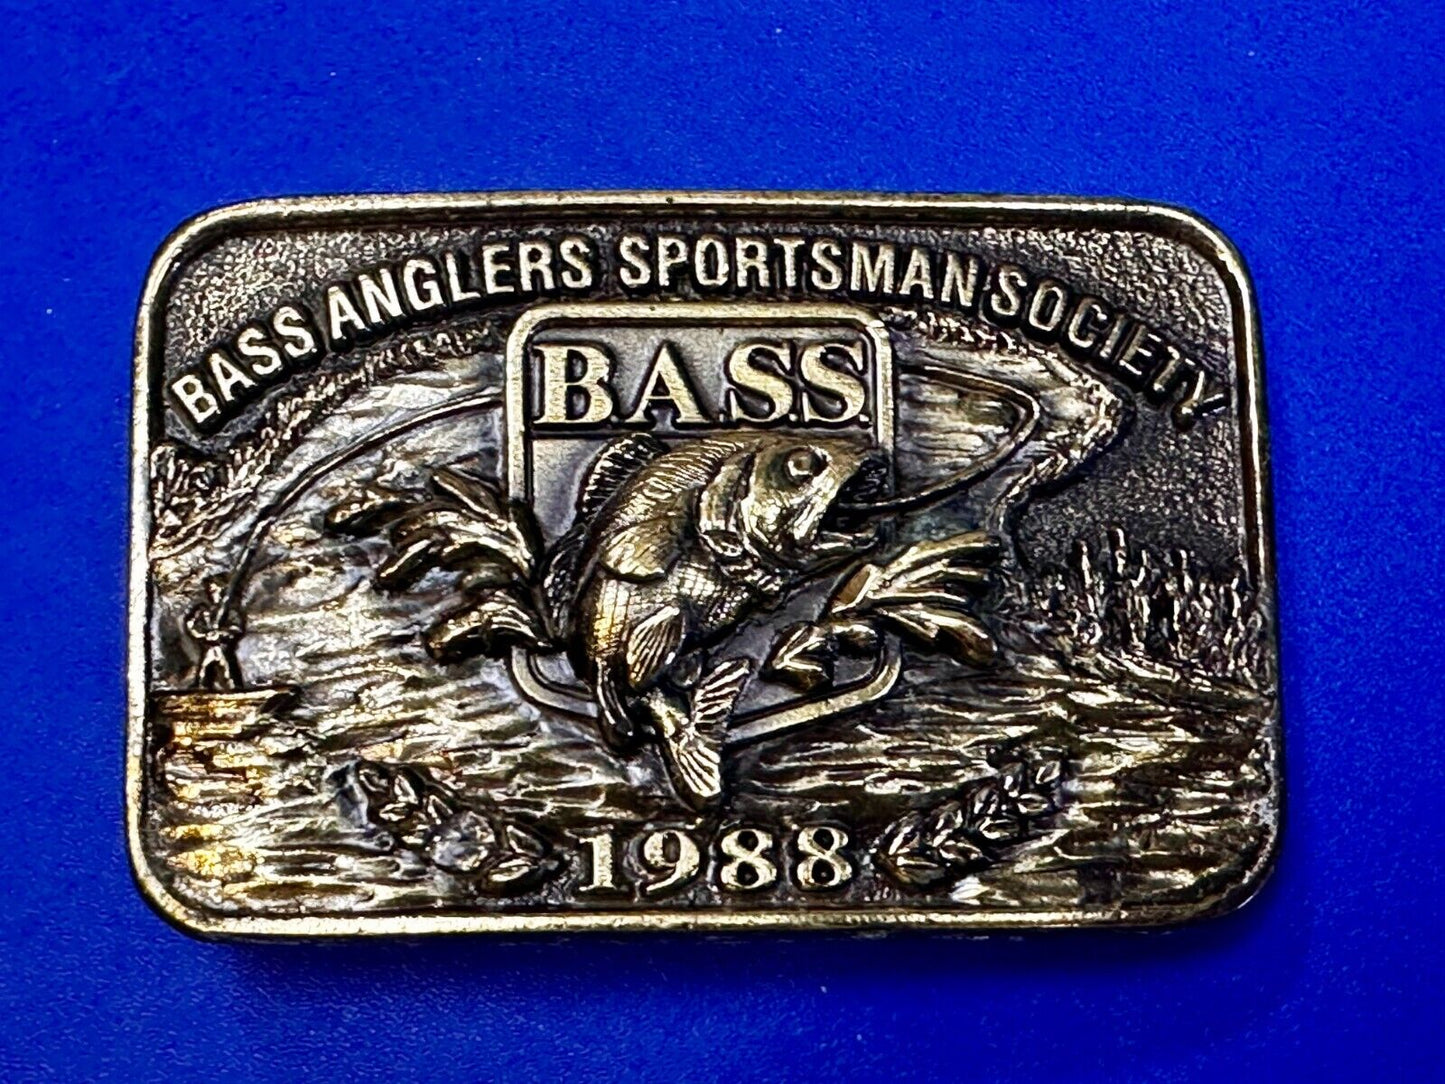 BASS ANGLERS SPORTSMAN SOCIETY
B.A.S.S.
1988